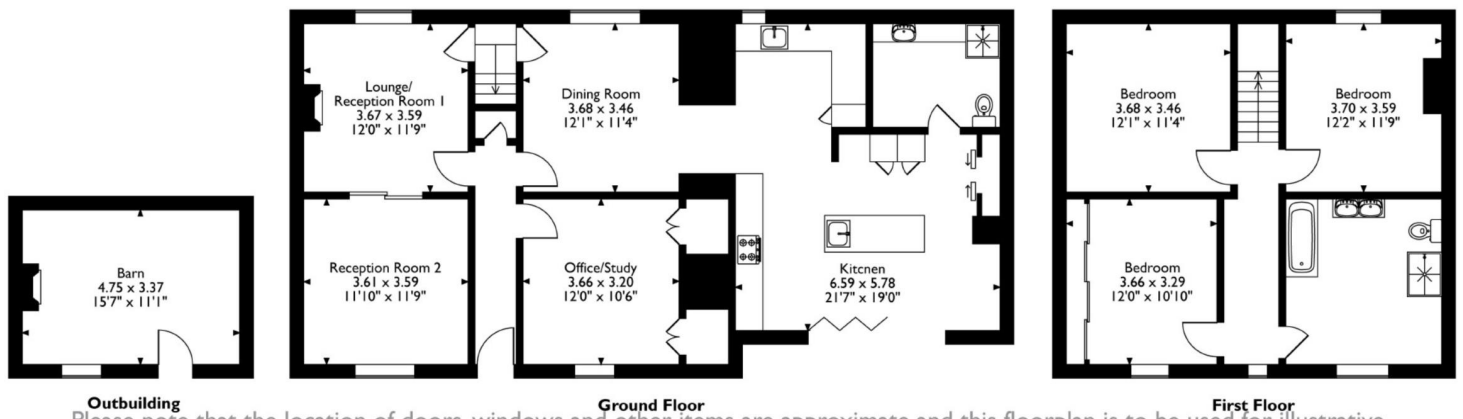 Lounge/
Reception Room 1
3.67 x 3.59
12'0" x 11'9"
Dining Room
3.68 x 3.46
12'1" x 11'4"
Bedroom
3.68 x 3.46
12'1" x 11'4"
Bedroom
3.70 x 3.59
12'2" x 11'9"
Barn
4.75 x 3.37
15'7" x 11'1"
Reception Room 2
3.61 x 3.59
11'10" x 11'9"
Office/Study
3.66 x 3.20
12'0" x 10'6"
Kitchen
6.59 x 5.78
21'7" x 19'0"
Bedroom
3.66 x 3.29
12'0" x 10'10"
Outbuilding
Ground Floor
First Floor
Please note that the location of doors, windows and other items are approximate and this floorplan is to be used for illustrative